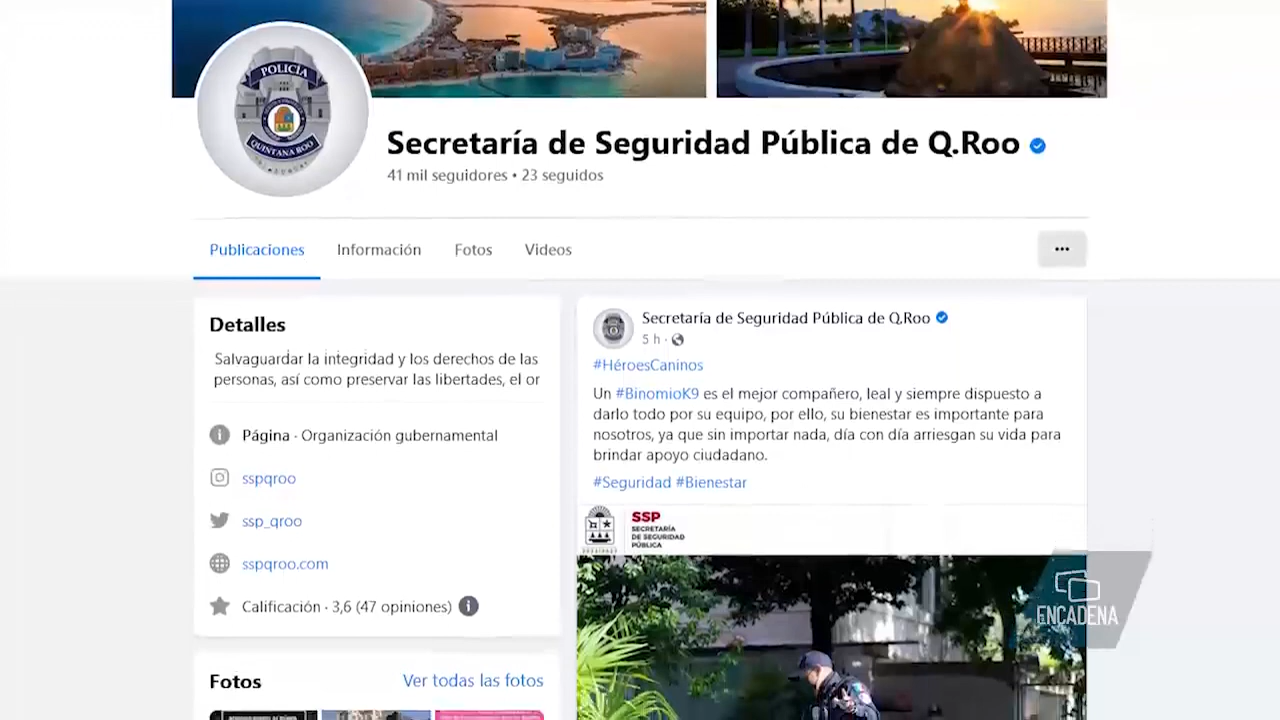 POLICÍA
QUINTANA ROO
Secretaría de Seguridad Pública de Q.Roo
41 mil seguidores • 23 seguidos
Publicaciones
Información
Fotos
Videos
Detalles
Salvaguardar la integridad y los derechos de las
personas, así como preservar las libertades, el or
Página · Organización gubernamental
sspqroo
ssp_qroo
sspqroo.com
Calificación · 3,6 (47 opiniones)
Fotos
Ver todas las fotos
Secretaría de Seguridad Pública de Q.Roo
5 h ·
#HéroesCaninos
Un #BinomioK9 es el mejor compañero, leal y siempre dispuesto a
darlo todo por su equipo, por ello, su bienestar es importante para
nosotros, ya que sin importar nada, día con día arriesgan su vida para
brindar apoyo ciudadano.
#Seguridad #Bienestar
SSP
SECRETARÍA
DE SEGURIDAD
PÚBLICA
ENCADENA